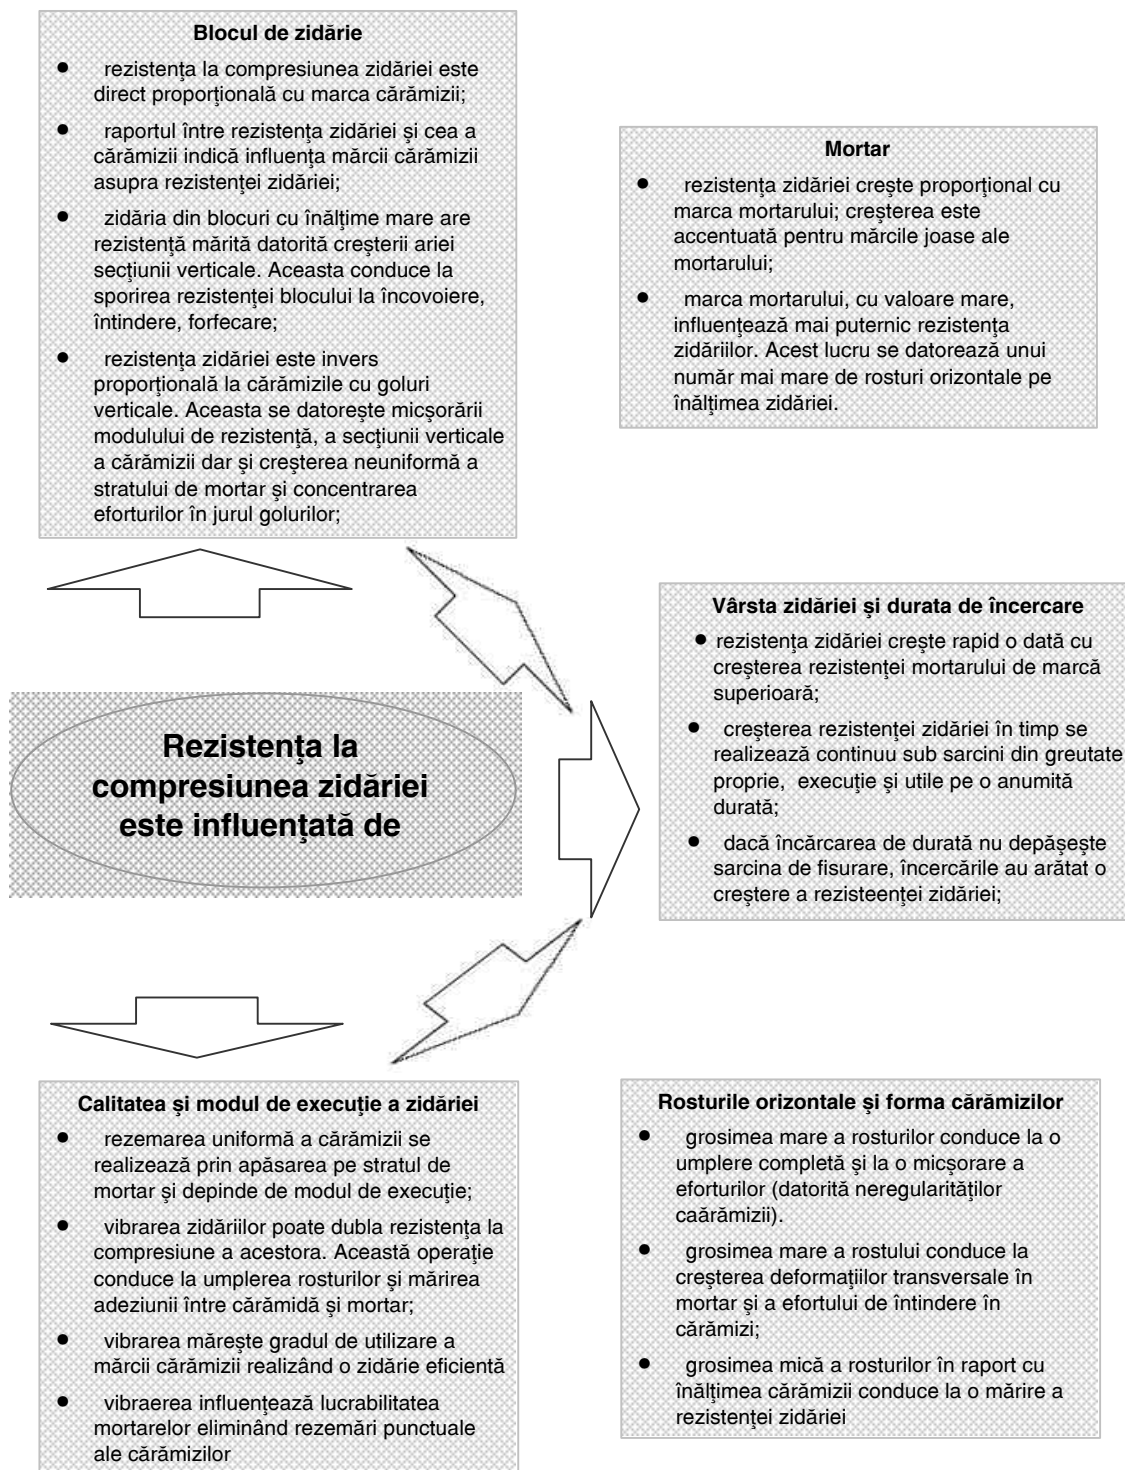 Blocul de zidărie
● rezistenţa la compresiunea zidăriei este
direct proporţională cu marca cărămizii;
● raportul între rezistenţa zidăriei şi cea a
cărămizii indică influenţa mărcii cărămizii
asupra rezistenţei zidăriei;
● zidăria din blocuri cu înălţime mare are
rezistenţă mărită datorită creşterii ariei
secţiunii verticale. Aceasta conduce la
sporirea rezistenţei blocului la încovoiere,
întindere, forfecare;
● rezistenţa zidăriei este invers
proporţională la cărămizile cu goluri
verticale. Aceasta se datoreşte micşorării
modulului de rezistenţă, a secţiunii verticale
a cărămizii dar şi creşterea neuniformă a
stratului de mortar şi concentrarea
eforturilor în jurul golurilor;
Mortar
● rezistenţa zidăriei creşte proporţional cu
marca mortarului; creşterea este
accentuată pentru mărcile joase ale
mortarului;
● marca mortarului, cu valoare mare,
influenţează mai puternic rezistenţa
zidăriilor. Acest lucru se datorează unui
număr mai mare de rosturi orizontale pe
înălţimea zidăriei.
Vârsta zidăriei şi durata de încercare
● rezistenţa zidăriei creşte rapid o dată cu
creşterea rezistenţei mortarului de marcă
superioară;
● creşterea rezistenţei zidăriei în timp se
realizează continuu sub sarcini din greutate
proprie, execuţie şi utile pe o anumită
durată;
● dacă încărcarea de durată nu depăşeşte
sarcina de fisurare, încercările au arătat o
creştere a rezisteenţei zidăriei;
Rezistenţa la
compresiunea zidăriei
este influenţată de
Calitatea şi modul de execuţie a zidăriei
● rezemarea uniformă a cărămizii se
realizează prin apăsarea pe stratul de
mortar şi depinde de modul de execuţie;
● vibrarea zidăriilor poate dubla rezistenţa la
compresiune a acestora. Această operaţie
conduce la umplerea rosturilor şi mărirea
adeziunii între cărămidă şi mortar;
● vibrarea măreşte gradul de utilizare a
mărcii cărămizii realizând o zidărie eficientă
● vibraerea influenţează lucrabilitatea
mortarelor eliminând rezemări punctuale
ale cărămizilor
Rosturile orizontale şi forma cărămizilor
● grosimea mare a rosturilor conduce la o
umplere completă şi la o micşorare a
eforturilor (datorită neregularităţilor
caărămizii).
● grosimea mare a rostului conduce la
creşterea deformaţiilor transversale în
mortar şi a efortului de întindere în
cărămizi;
● grosimea mică a rosturilor în raport cu
înălţimea cărămizii conduce la o mărire a
rezistenţei zidăriei